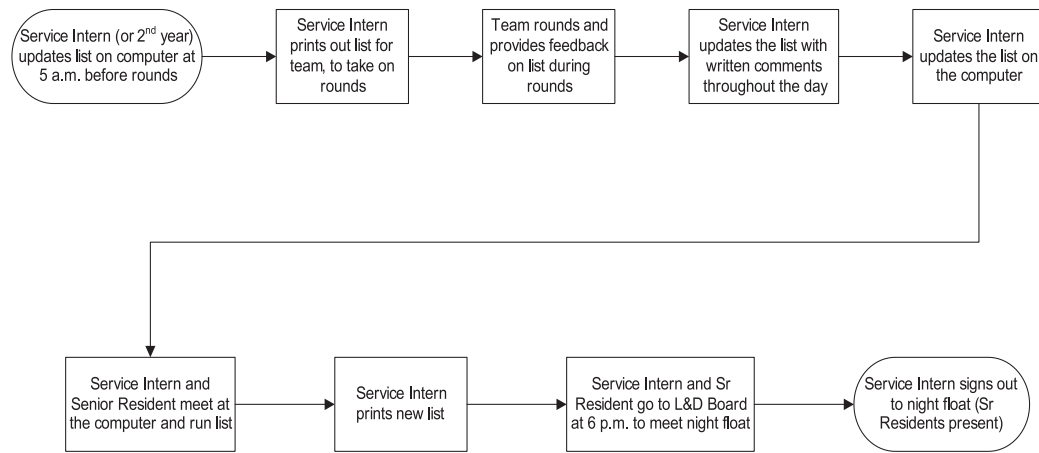 Service Intern (or 2nd year)
updates list on computer at
5 a.m. before rounds
Service Intern
prints out list for
team, to take on
rounds
Team rounds and
provides feedback
on list during
rounds
Service Intern
updates the list with
written comments
throughout the day
Service Intern
updates the list on
the computer
Service Intern and
Senior Resident meet at
the computer and run list
Service Intern
prints new list
Service Intern and Sr
Resident go to L&D Board
at 6 p.m. to meet night float
Service Intern signs out
to night float (Sr
Residents present)